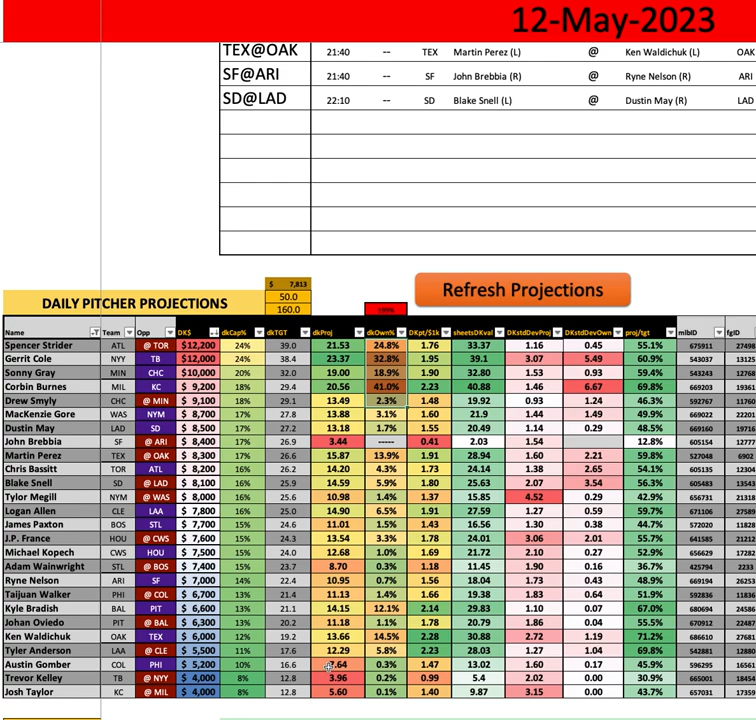 12-May-2023
TEX@OAK 21:40 -- TEX Martin Perez (L) @ Ken Waldichuk (L) OAK
SF@ARI 21:40 -- SF John Brebbia (R) @ Ryne Nelson (R) ARI
SD@LAD 22:10 -- SD Blake Snell (L) @ Dustin May (R) LAD
$ 7,813
DAILY PITCHER PROJECTIONS 50.0 Refresh Projections
160.0 199%
Name Team Opp DK$ dkCap% dkTGT dkProj dkOwn% DKpt/$1k sheetsDKval DKstdDevProj DKstdDevOwn proj/tgt mlbID fgID
Spencer Strider ATL @ TOR $12,200 24% 39.0 21.53 24.8% 1.76 33.37 1.16 0.45 55.1% 675911 27498
Gerrit Cole NYY TB $12,000 24% 38.4 23.37 32.8% 1.95 39.1 3.07 5.49 60.9% 543037 13125
Sonny Gray MIN CHC $10,000 20% 32.0 19.00 18.9% 1.90 32.80 1.53 0.93 59.4% 543243 12768
Corbin Burnes MIL KC $ 9,200 18% 29.4 20.56 41.0% 2.23 40.88 1.46 6.67 69.8% 669203 19361
Drew Smyly CHC @ MIN $ 9,100 18% 29.1 13.49 2.3% 1.48 19.92 0.93 1.24 46.3% 592767 11760
MacKenzie Gore WAS NYM $ 8,700 17% 27.8 13.88 3.1% 1.60 21.9 1.44 1.49 49.9% 669022 22201
Dustin May LAD SD $ 8,500 17% 27.2 13.18 1.7% 1.55 20.49 1.14 0.29 48.5% 669160 19716
John Brebbia SF @ ARI $ 8,400 17% 26.9 3.44 ----- 0.41 2.03 1.54 12.8% 605154 12777
Martin Perez TEX @ OAK $ 8,300 17% 26.6 15.87 13.9% 1.91 28.94 1.60 2.21 59.8% 527048 6902
Chris Bassitt TOR ATL $ 8,200 16% 26.2 14.20 4.3% 1.73 24.14 1.38 2.65 54.1% 605135 12304
Blake Snell SD @ LAD $ 8,100 16% 25.9 14.59 5.9% 1.80 25.63 2.07 3.54 56.3% 605483 13543
Tylor Megill NYM @ WAS $ 8,000 16% 25.6 10.98 1.4% 1.37 15.85 4.52 0.29 42.9% 656731 21318
Logan Allen CLE LAA $ 7,800 16% 25.0 14.90 6.5% 1.91 27.59 1.27 0.59 59.7% 671106 27589
James Paxton BOS STL $ 7,700 15% 24.6 11.01 1.5% 1.43 16.56 1.30 0.38 44.7% 572020 11828
J.P. France HOU @ CWS $ 7,600 15% 24.3 13.54 3.3% 1.78 24.01 3.06 2.01 55.7% 641585 21212
Michael Kopech CWS HOU $ 7,500 15% 24.0 12.68 1.0% 1.69 21.72 2.10 0.27 52.9% 656629 17282
Adam Wainwright STL @ BOS $ 7,400 15% 23.7 8.70 0.3% 1.18 11.45 1.90 0.16 36.7% 425794 2233
Ryne Nelson ARI SF $ 7,000 14% 22.4 10.95 0.7% 1.56 18.04 1.73 0.43 48.9% 669194 26253
Taijuan Walker PHI @ COL $ 6,700 13% 21.4 11.13 1.4% 1.66 19.38 1.83 0.64 51.9% 592836 11836
Kyle Bradish BAL PIT $ 6,600 13% 21.1 14.15 12.1% 2.14 29.83 1.10 0.07 67.0% 680694 24586
Johan Oviedo PIT @ BAL $ 6,300 13% 20.2 11.18 1.1% 1.78 20.79 1.86 0.04 55.5% 670912 22487
Ken Waldichuk OAK TEX $ 6,000 12% 19.2 13.66 14.5% 2.28 30.88 2.72 1.19 71.2% 686610 27681
Tyler Anderson LAA @ CLE $ 5,500 11% 17.6 12.29 5.8% 2.23 28.03 1.27 1.04 69.8% 542881 12880
Austin Gomber COL PHI $ 5,200 10% 16.6 7.64 0.3% 1.47 13.02 1.60 0.17 45.9% 596295 16561
Trevor Kelley TB @ NYY $ 4,000 8% 12.8 3.96 0.2% 0.99 5.4 2.02 0.00 30.9% 665001 18454
Josh Taylor KC @ MIL $ 4,000 8% 12.8 5.60 0.1% 1.40 9.87 3.15 0.00 43.7% 657031 17359